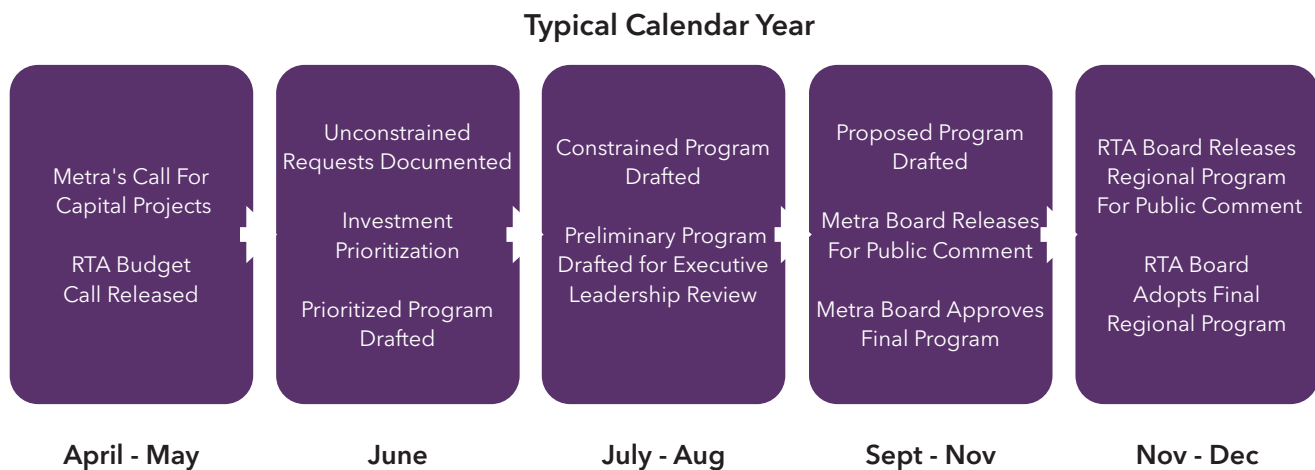 Typical Calendar Year
Metra's Call For
Capital Projects
RTA Budget
Call Released
Unconstrained
Requests Documented
Investment
Prioritization
Prioritized Program
Drafted
Constrained Program
Drafted
Preliminary Program
Drafted for Executive
Leadership Review
Proposed Program
Drafted
Metra Board Releases
For Public Comment
Metra Board Approves
Final Program
RTA Board Releases
Regional Program
For Public Comment
RTA Board
Adopts Final
Regional Program
April - May
June
July - Aug
Sept - Nov
Nov - Dec